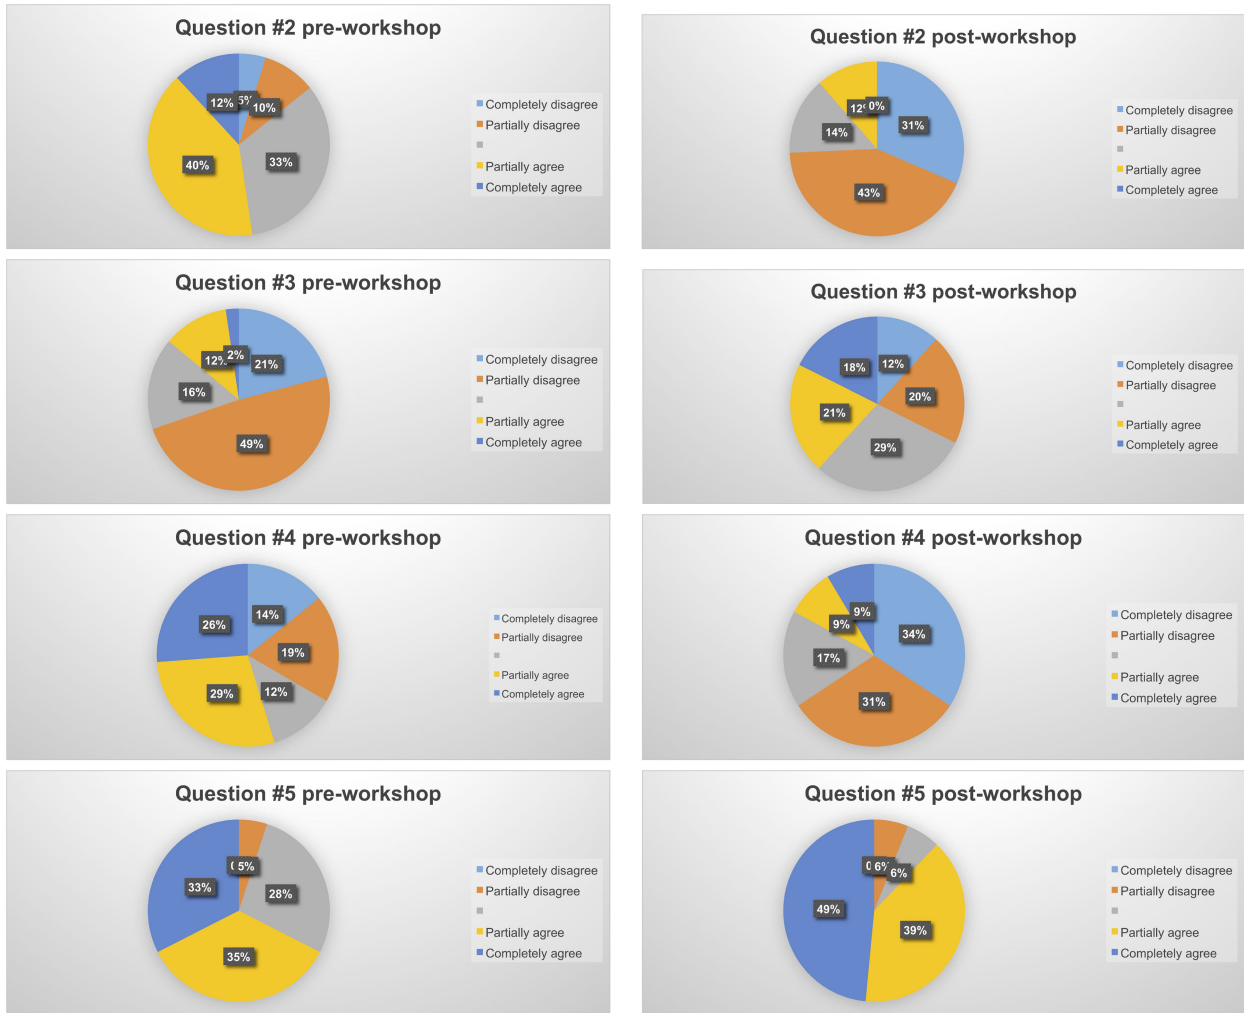 Question #2 pre-workshop
12%
5%
10%
33%
40%
Completely disagree
Partially disagree
Partially agree
Completely agree
Question #2 post-workshop
12%
0%
31%
14%
43%
Completely disagree
Partially disagree
Partially agree
Completely agree
Question #3 pre-workshop
12%
2%
21%
16%
49%
Completely disagree
Partially disagree
Partially agree
Completely agree
Question #3 post-workshop
18%
12%
20%
21%
29%
Completely disagree
Partially disagree
Partially agree
Completely agree
Question #4 pre-workshop
26%
14%
19%
29%
12%
Completely disagree
Partially disagree
Partially agree
Completely agree
Question #4 post-workshop
9%
9%
34%
17%
31%
Completely disagree
Partially disagree
Partially agree
Completely agree
Question #5 pre-workshop
5%
33%
28%
35%
Completely disagree
Partially disagree
Partially agree
Completely agree
Question #5 post-workshop
6%
6%
49%
39%
Completely disagree
Partially disagree
Partially agree
Completely agree